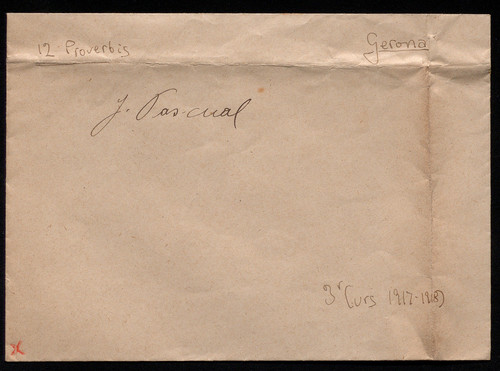 12 Proverbis
Gerona
J. Pascual
3r Curs 1917-1918)